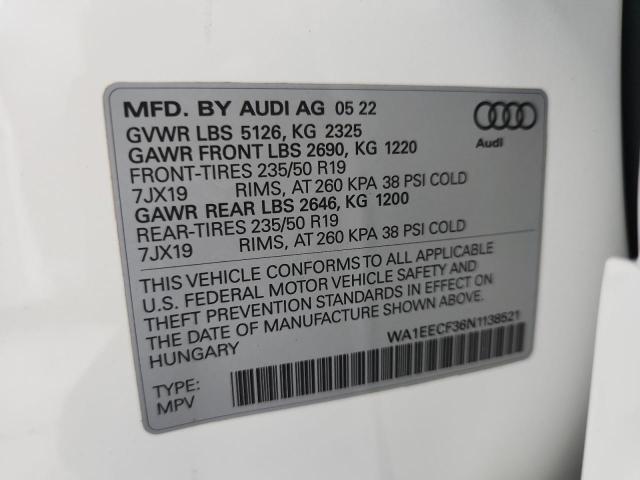 MFD. BY AUDI AG 05 22
GVWR LBS 5126, KG 2325
GAWR FRONT LBS 2690, KG 1220
FRONT-TIRES 235/50 R19
7JX19 RIMS, AT 260 KPA 38 PSI COLD
GAWR REAR LBS 2646, KG 1200
REAR-TIRES 235/50 R19
7JX19 RIMS, AT 260 KPA 38 PSI COLD
Audi
THIS VEHICLE CONFORMS TO ALL APPLICABLE
U.S. FEDERAL MOTOR VEHICLE SAFETY AND
THEFT PREVENTION STANDARDS IN EFFECT ON
THE DATE OF MANUFACTURE SHOWN ABOVE.
HUNGARY
WA1EECF36N1138521
TYPE:
MPV